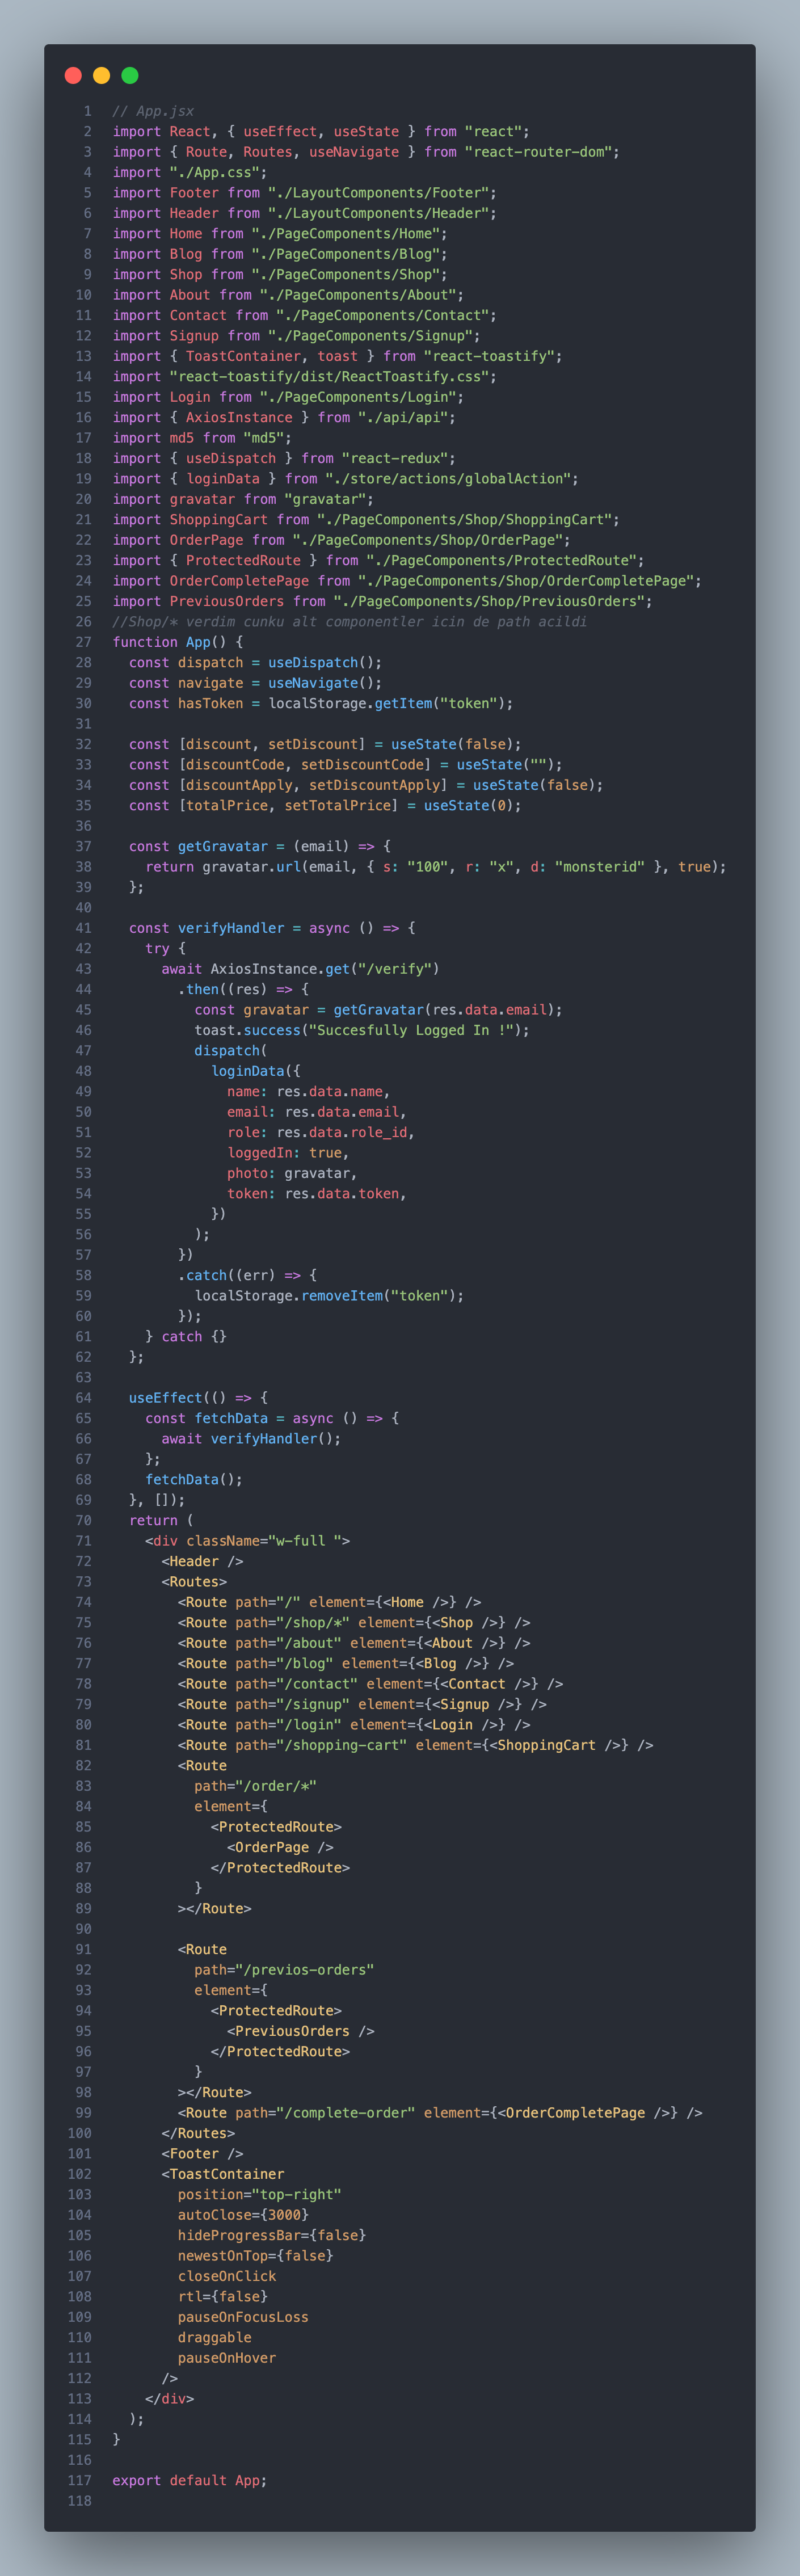 1 // App.jsx
2 import React, { useEffect, useState } from "react";
3 import { Route, Routes, useNavigate } from "react-router-dom";
4 import "./App.css";
5 import Footer from "./LayoutComponents/Footer";
6 import Header from "./LayoutComponents/Header";
7 import Home from "./PageComponents/Home";
8 import Blog from "./PageComponents/Blog";
9 import Shop from "./PageComponents/Shop";
10 import About from "./PageComponents/About";
11 import Contact from "./PageComponents/Contact";
12 import Signup from "./PageComponents/Signup";
13 import { ToastContainer, toast } from "react-toastify";
14 import "react-toastify/dist/ReactToastify.css";
15 import Login from "./PageComponents/Login";
16 import { AxiosInstance } from "./api/api";
17 import md5 from "md5";
18 import { useDispatch } from "react-redux";
19 import { loginData } from "./store/actions/globalAction";
20 import gravatar from "gravatar";
21 import ShoppingCart from "./PageComponents/Shop/ShoppingCart";
22 import OrderPage from "./PageComponents/Shop/OrderPage";
23 import { ProtectedRoute } from "./PageComponents/ProtectedRoute";
24 import OrderCompletePage from "./PageComponents/Shop/OrderCompletePage";
25 import PreviousOrders from "./PageComponents/Shop/PreviousOrders";
26 //Shop/* verdim cunku alt componentler icin de path acildi
27 function App() {
28   const dispatch = useDispatch();
29   const navigate = useNavigate();
30   const hasToken = localStorage.getItem("token");
31
32   const [discount, setDiscount] = useState(false);
33   const [discountCode, setDiscountCode] = useState("");
34   const [discountApply, setDiscountApply] = useState(false);
35   const [totalPrice, setTotalPrice] = useState(0);
36
37   const getGravatar = (email) => {
38     return gravatar.url(email, { s: "100", r: "x", d: "monsterid" }, true);
39   };
40
41   const verifyHandler = async () => {
42     try {
43       await AxiosInstance.get("/verify")
44         .then((res) => {
45           const gravatar = getGravatar(res.data.email);
46           toast.success("Succesfully Logged In !");
47           dispatch(
48             loginData({
49               name: res.data.name,
50               email: res.data.email,
51               role: res.data.role_id,
52               loggedIn: true,
53               photo: gravatar,
54               token: res.data.token,
55             })
56           );
57         })
58         .catch((err) => {
59           localStorage.removeItem("token");
60         });
61     } catch {}
62   };
63
64   useEffect(() => {
65     const fetchData = async () => {
66       await verifyHandler();
67     };
68     fetchData();
69   }, []);
70   return (
71     <div className="w-full ">
72       <Header />
73       <Routes>
74         <Route path="/" element={<Home />} />
75         <Route path="/shop/*" element={<Shop />} />
76         <Route path="/about" element={<About />} />
77         <Route path="/blog" element={<Blog />} />
78         <Route path="/contact" element={<Contact />} />
79         <Route path="/signup" element={<Signup />} />
80         <Route path="/login" element={<Login />} />
81         <Route path="/shopping-cart" element={<ShoppingCart />} />
82         <Route
83           path="/order/*"
84           element={
85             <ProtectedRoute>
86               <OrderPage />
87             </ProtectedRoute>
88           }
89         ></Route>
90
91         <Route
92           path="/previos-orders"
93           element={
94             <ProtectedRoute>
95               <PreviousOrders />
96             </ProtectedRoute>
97           }
98         ></Route>
99         <Route path="/complete-order" element={<OrderCompletePage />} />
100       </Routes>
101       <Footer />
102       <ToastContainer
103         position="top-right"
104         autoClose={3000}
105         hideProgressBar={false}
106         newestOnTop={false}
107         closeOnClick
108         rtl={false}
109         pauseOnFocusLoss
110         draggable
111         pauseOnHover
112       />
113     </div>
114   );
115 }
116
117 export default App;
118